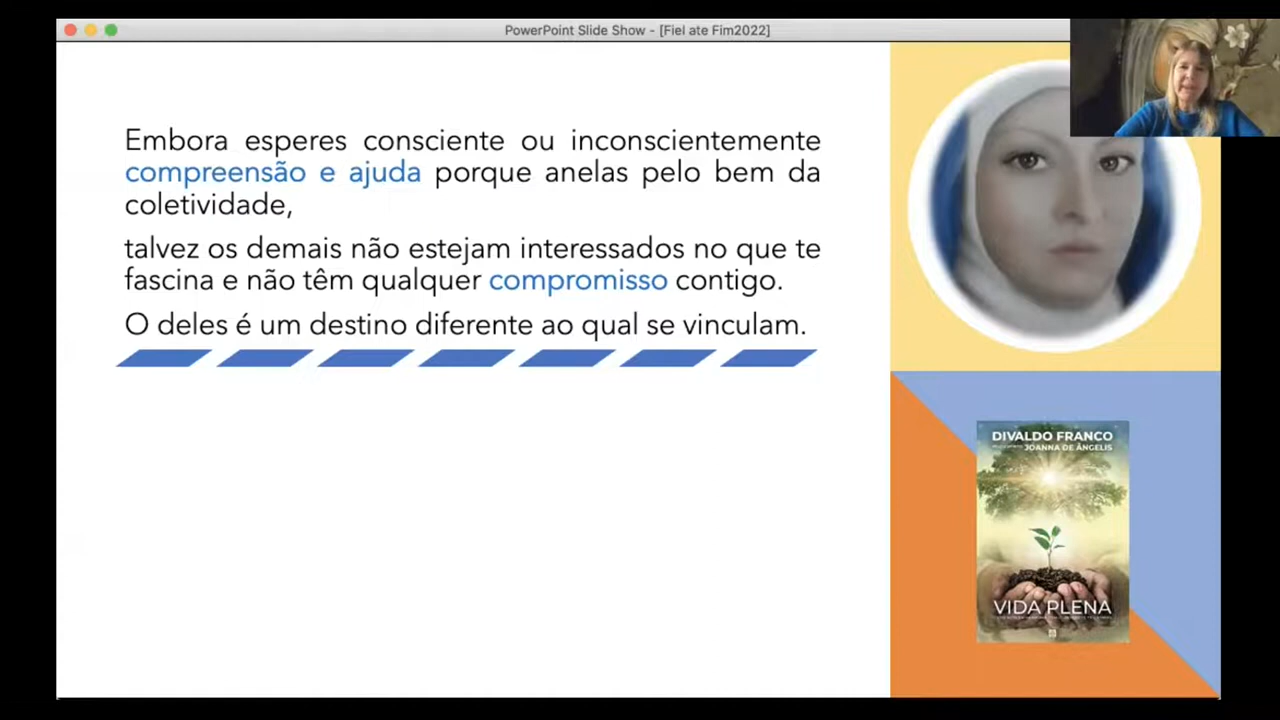 PowerPoint Slide Show - [Fiel ate Fim2022]
Embora esperes consciente ou inconscientemente
compreensão e ajuda porque anelas pelo bem da
coletividade,
talvez os demais não estejam interessados no que te
fascina e não têm qualquer compromisso contigo.
O deles é um destino diferente ao qual se vinculam.
DIVALDO FRANCO
JOANNA DE ÂNGELIS
VIDA PLENA